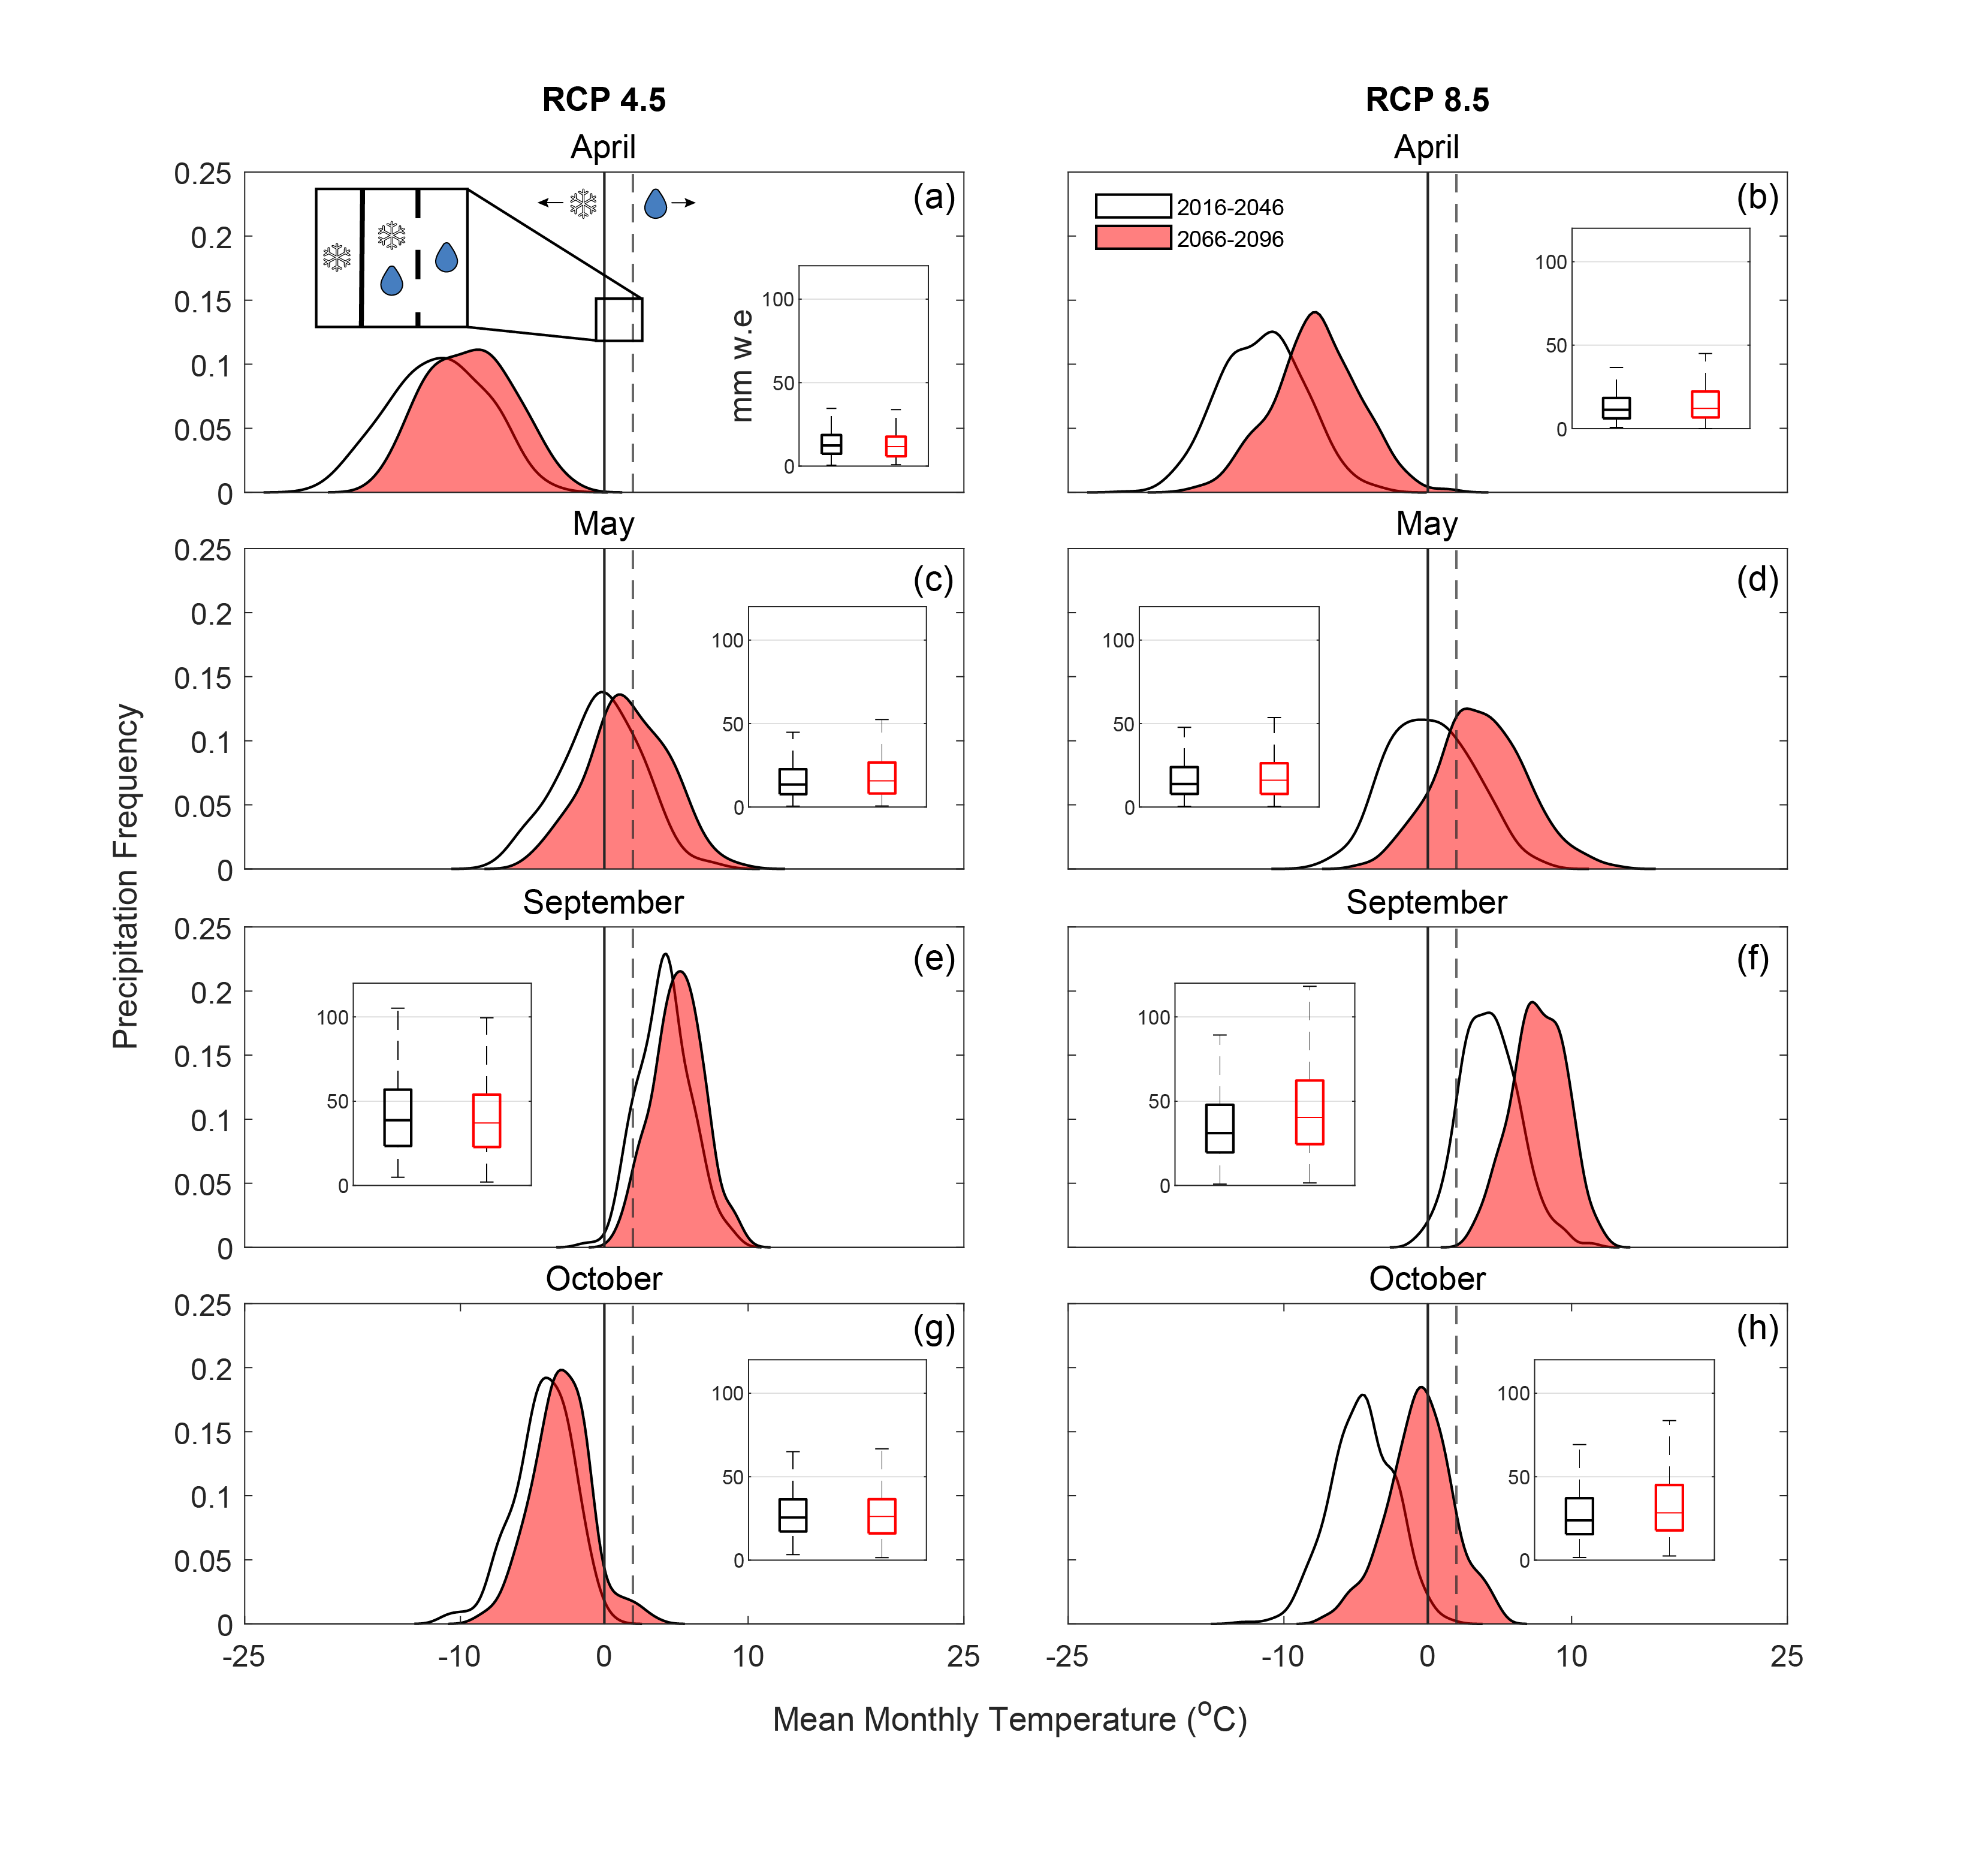 RCP 4.5
RCP 8.5
April
April
0.25
0.2
0.15
0.1
0.05
0
(a)
mm w.e
100
50
0
2016-2046
2066-2096
(b)
100
50
0
May
May
0.25
0.2
0.15
0.1
0.05
0
(c)
100
50
0
(d)
100
50
0
Precipitation Frequency
September
September
0.25
0.2
0.15
0.1
0.05
0
(e)
100
50
0
(f)
100
50
0
October
October
0.25
0.2
0.15
0.1
0.05
0
(g)
100
50
0
(h)
100
50
0
-25 -10 0 10 25
-25 -10 0 10 25
Mean Monthly Temperature (°C)